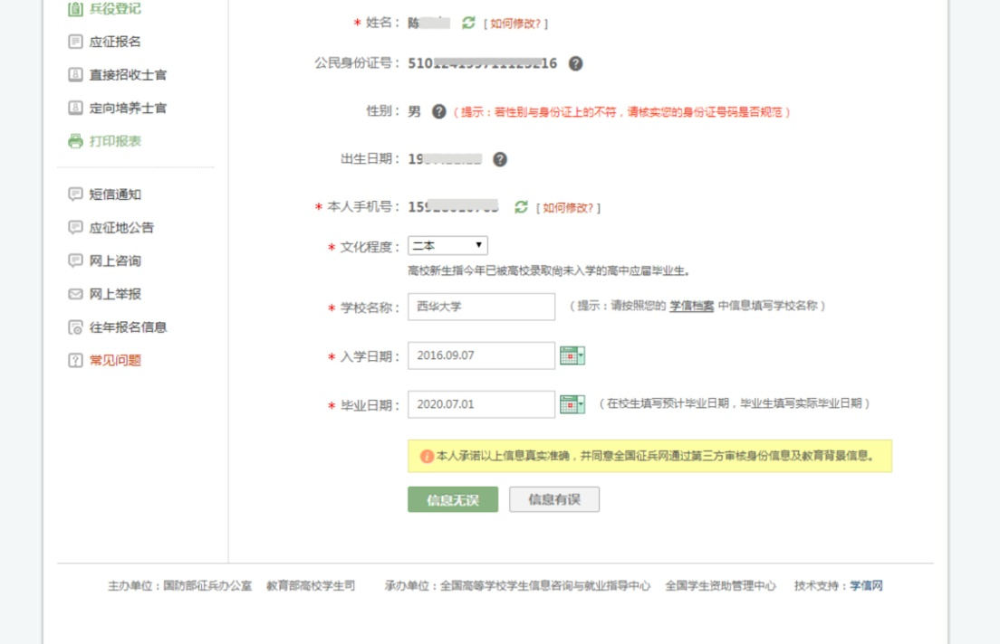 兵役登记
应征报名
直接招收士官
定向培养士官
打印报表
短信通知
应征地公告
网上咨询
网上举报
往年报名信息
常见问题
* 姓名： 陈 [ 如何修改? ]
公民身份证号：
性别： 男 （提示：若性别与身份证上的不符，请核实您的身份证号码是否规范）
出生日期： 19
* 本人手机号： [ 如何修改? ]
* 文化程度： 二本
高校新生指今年已被高校录取尚未入学的高中应届毕业生。
* 学校名称： 西华大学 （提示：请按照您的 学信档案 中信息填写学校名称）
* 入学日期： 2016.09.07
* 毕业日期： 2020.07.01 （在校生填写预计毕业日期，毕业生填写实际毕业日期）
本人承诺以上信息真实准确，并同意全国征兵网通过第三方审核身份信息及教育背景信息。
信息无误 信息有误
主办单位：国防部征兵办公室 教育部高校学生司 承办单位：全国高等学校学生信息咨询与就业指导中心 全国学生资助管理中心 技术支持：学信网